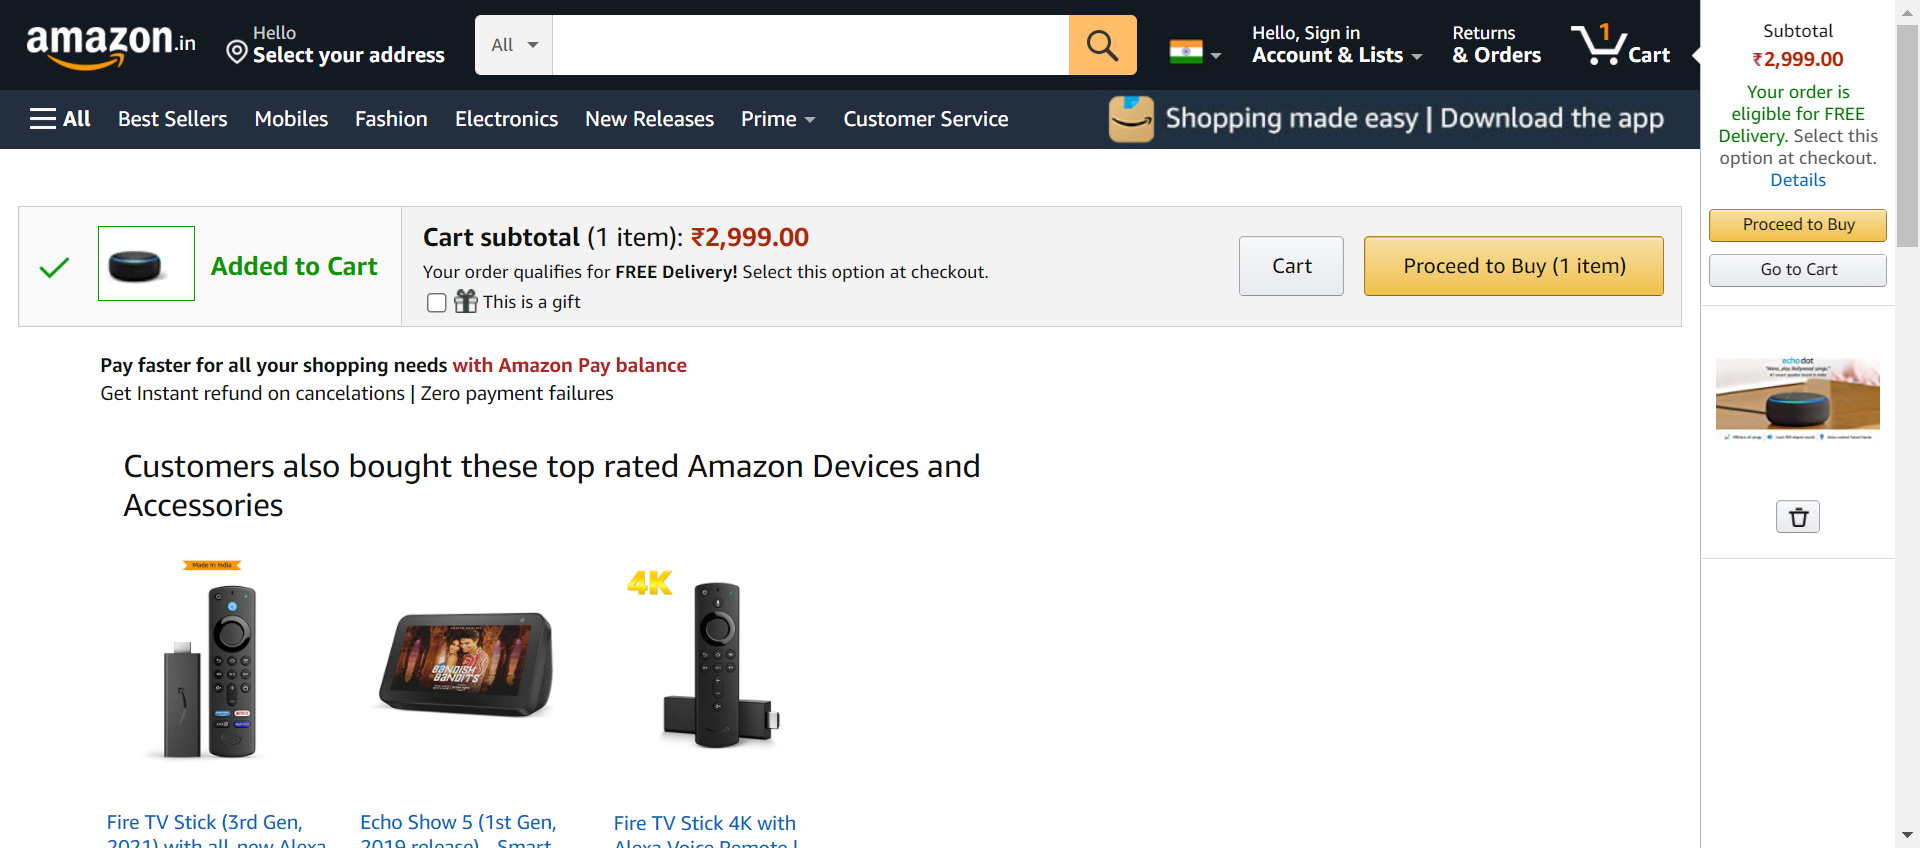 amazon.in
Hello
Select your address
All
Hello, Sign in
Account & Lists
Returns
& Orders
1
Cart
All
Best Sellers
Mobiles
Fashion
Electronics
New Releases
Prime
Customer Service
Shopping made easy | Download the app
Subtotal
₹2,999.00
Your order is
eligible for FREE
Delivery. Select this
option at checkout.
Details
Proceed to Buy
Go to Cart
echo dot
Added to Cart
Cart subtotal (1 item): ₹2,999.00
Your order qualifies for FREE Delivery! Select this option at checkout.
This is a gift
Cart
Proceed to Buy (1 item)
Pay faster for all your shopping needs with Amazon Pay balance
Get Instant refund on cancelations | Zero payment failures
Customers also bought these top rated Amazon Devices and
Accessories
Made in India
BANDISH
BANDITS
4K
Fire TV Stick (3rd Gen,
2021) with all-new Alexa
Echo Show 5 (1st Gen,
2019 release) - Smart
Fire TV Stick 4K with
Alexa Voice Remote |